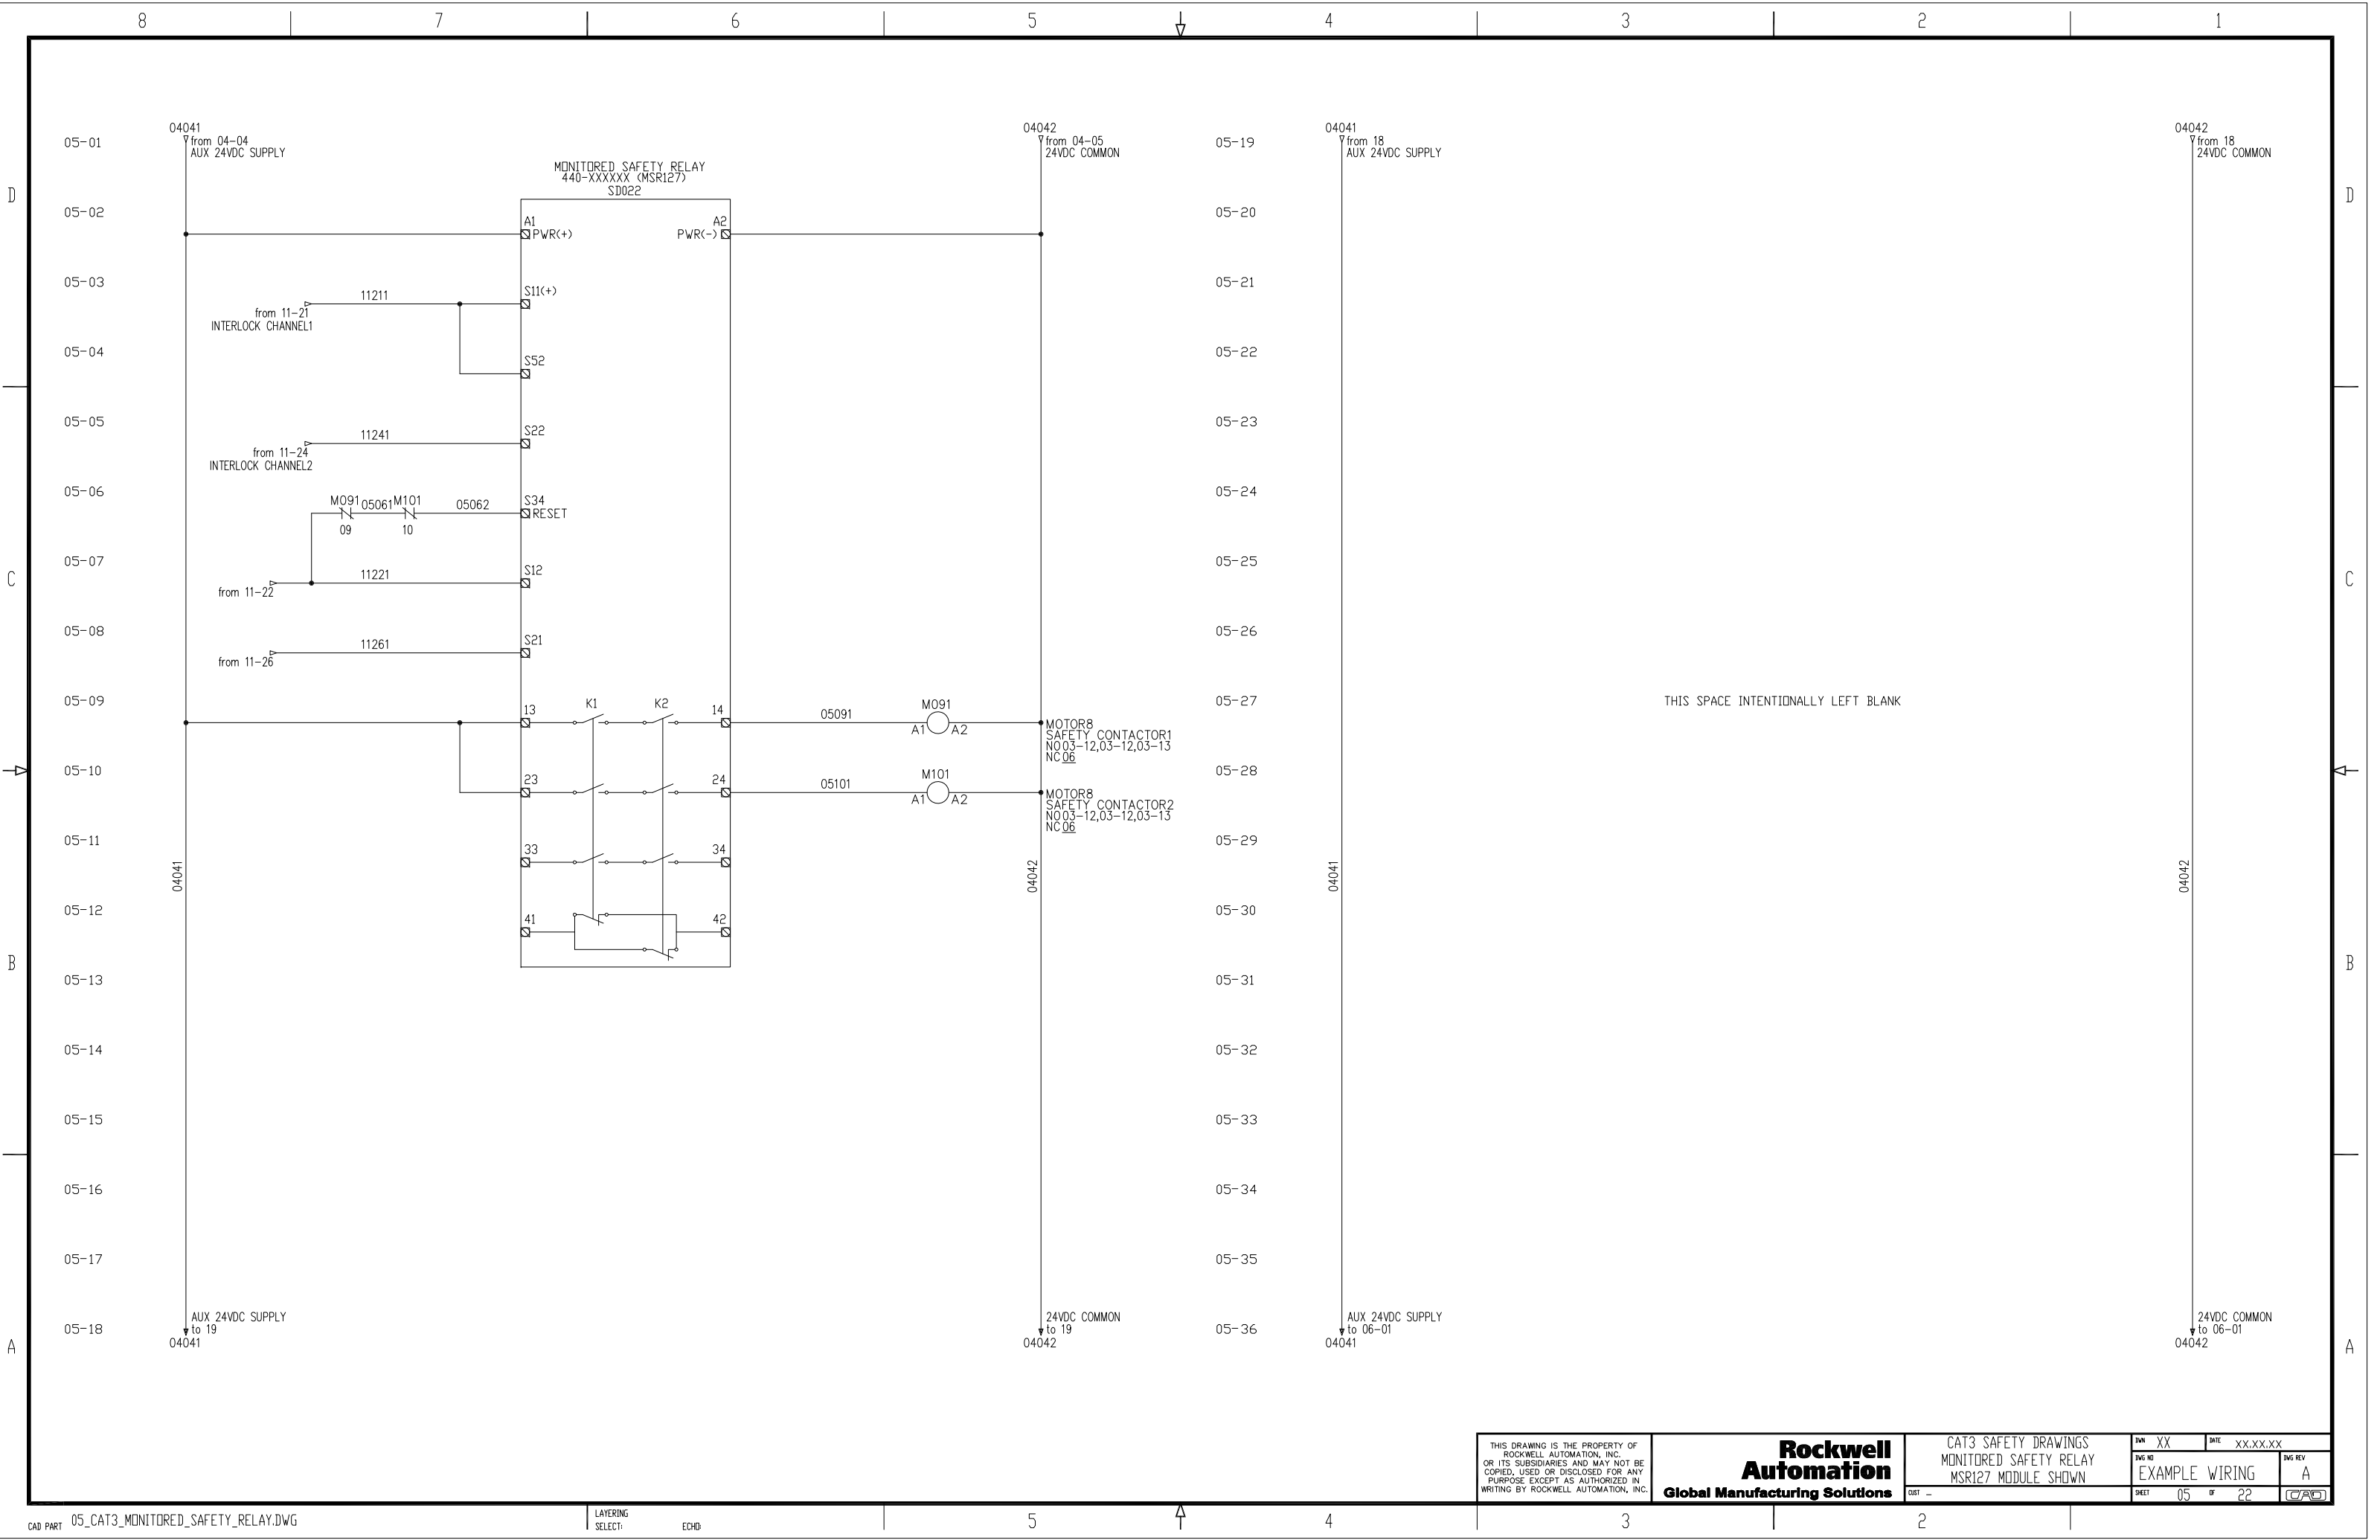 8 7 6 5 4 3 2 1
D
C
B
A
05-01
05-02
05-03
05-04
05-05
05-06
05-07
05-08
05-09
05-10
05-11
05-12
05-13
05-14
05-15
05-16
05-17
05-18
04041
from 04-04
AUX 24VDC SUPPLY
MONITORED SAFETY RELAY
440-XXXXXX (MSR127)
SD022
A1
PWR(+)
A2
PWR(-)
11211
S11(+)
from 11-21
INTERLOCK CHANNEL1
S52
11241
S22
from 11-24
INTERLOCK CHANNEL2
M091 05061 M101 05062
09 10
S34
RESET
11221
S12
from 11-22
11261
S21
from 11-26
13 K1 K2 14
05091
M091
A1 A2
MOTOR8
SAFETY CONTACTOR1
NO 03-12,03-12,03-13
NC 06
23 24
05101
M101
A1 A2
MOTOR8
SAFETY CONTACTOR2
NO 03-12,03-12,03-13
NC 06
33 34
41 42
04041
04042
AUX 24VDC SUPPLY
to 19
04041
04042
from 04-05
24VDC COMMON
24VDC COMMON
to 19
04042
05-19
05-20
05-21
05-22
05-23
05-24
05-25
05-26
05-27
05-28
05-29
05-30
05-31
05-32
05-33
05-34
05-35
05-36
04041
from 18
AUX 24VDC SUPPLY
04041
AUX 24VDC SUPPLY
to 06-01
04041
THIS SPACE INTENTIONALLY LEFT BLANK
04042
from 18
24VDC COMMON
04042
24VDC COMMON
to 06-01
04042
D
C
B
A
THIS DRAWING IS THE PROPERTY OF
ROCKWELL AUTOMATION, INC.
OR ITS SUBSIDIARIES AND MAY NOT BE
COPIED, USED OR DISCLOSED FOR ANY
PURPOSE EXCEPT AS AUTHORIZED IN
WRITING BY ROCKWELL AUTOMATION, INC.
Rockwell
Automation
Global Manufacturing Solutions
CAT3 SAFETY DRAWINGS
MONITORED SAFETY RELAY
MSR127 MODULE SHOWN
CUST -
DWN XX
DATE XX.XX.XX
DWG NO
EXAMPLE WIRING
DWG REV
A
SHEET 05 OF 22
CAD
CAD PART 05_CAT3_MONITORED_SAFETY_RELAY.DWG
LAYERING
SELECT: ECHO:
5 4 3 2